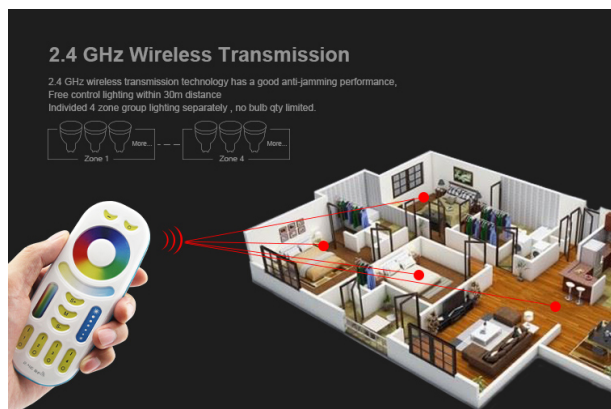 2.4 GHz Wireless Transmission
2.4 GHz wireless transmission technology has a good anti-jamming performance,
Free control lighting within 30m distance
Individed 4 zone group lighting separately , no bulb qty limited.
More...
More...
Zone 1
Zone 4